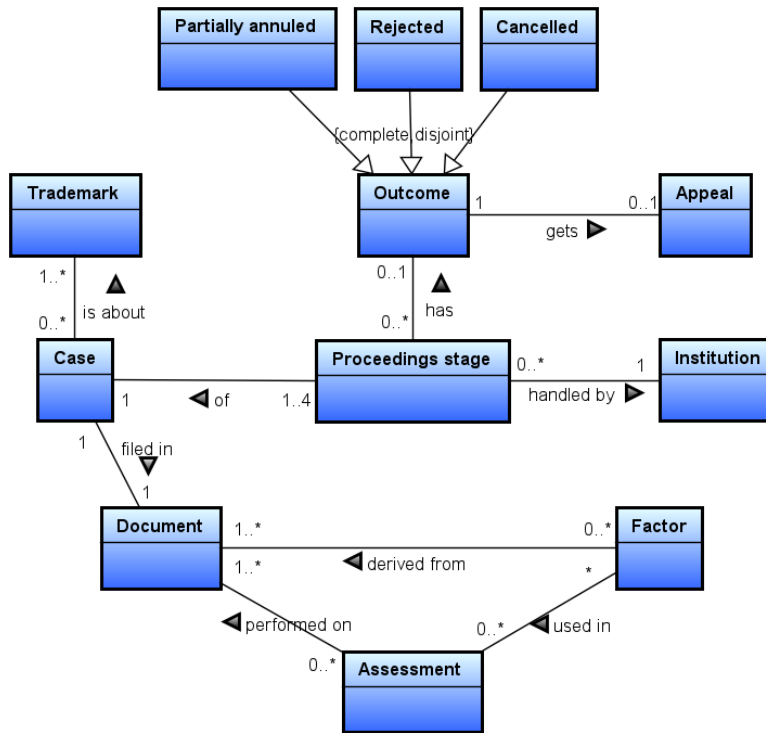 Partially annuled
Rejected
Cancelled
{complete,disjoint}
Trademark
Outcome
Appeal
1
0..1
gets
1..*
is about
0..*
0..1
has
0..*
Case
Proceedings stage
Institution
1
of
1..4
0..*
1
handled by
1
filed in
1
Document
Factor
1..*
0..*
derived from
1..*
*
performed on
used in
0..*
0..*
Assessment